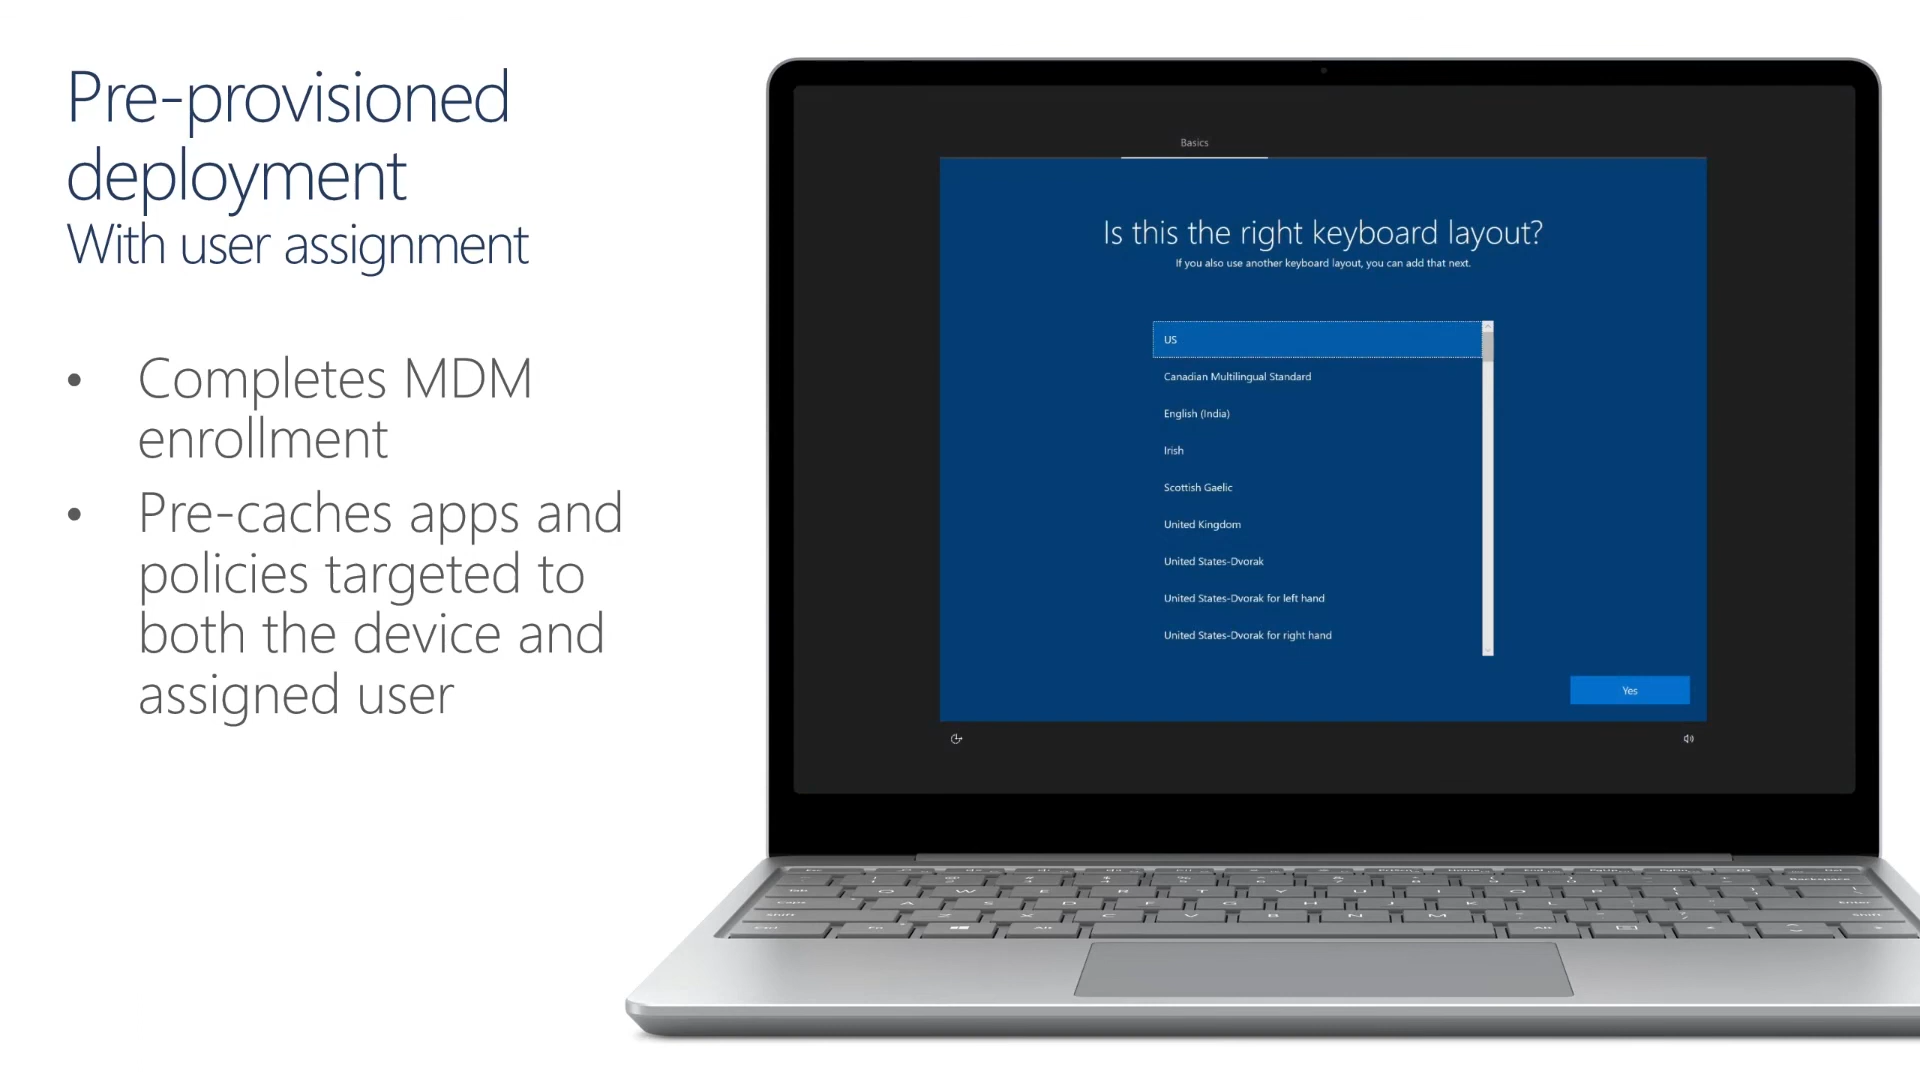 Pre-provisioned
deployment
With user assignment
• Completes MDM
enrollment
• Pre-caches apps and
policies targeted to
both the device and
assigned user
Basics
Is this the right keyboard layout?
If you also use another keyboard layout, you can add that next.
US
Canadian Multilingual Standard
English (India)
Irish
Scottish Gaelic
United Kingdom
United States-Dvorak
United States-Dvorak for left hand
United States-Dvorak for right hand
Yes